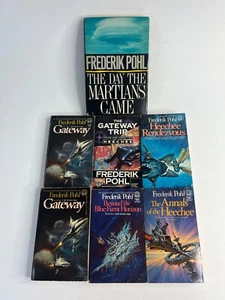 FREDERIK POHL
THE DAY THE
MARTIANS
CAME
Frederik Pohl
Gateway
THE
GATEWAY
TRIP
HEECHEE
FREDERIK
POHL
Frederik Pohl
Heechee
Rendezvous
Frederik Pohl
Gateway
Frederik Pohl
Beyond The
Blue Event Horizon
Frederik Pohl
The Annals
of the
Heechee